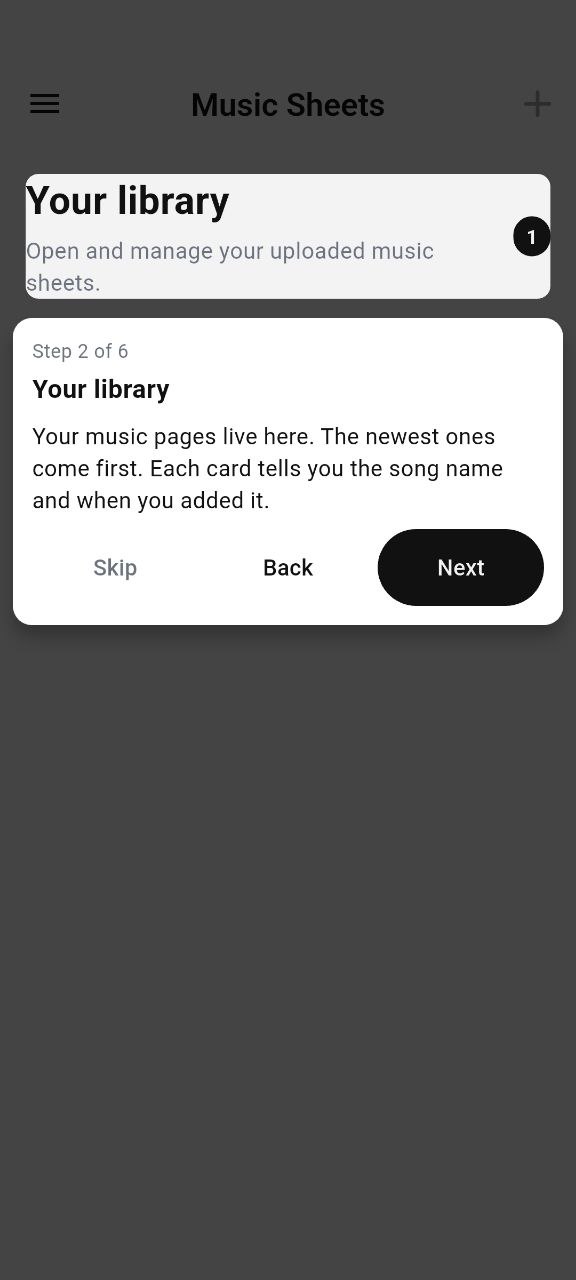 Music Sheets
Your library
Open and manage your uploaded music
sheets.
1
Step 2 of 6
Your library
Your music pages live here. The newest ones
come first. Each card tells you the song name
and when you added it.
Skip
Back
Next